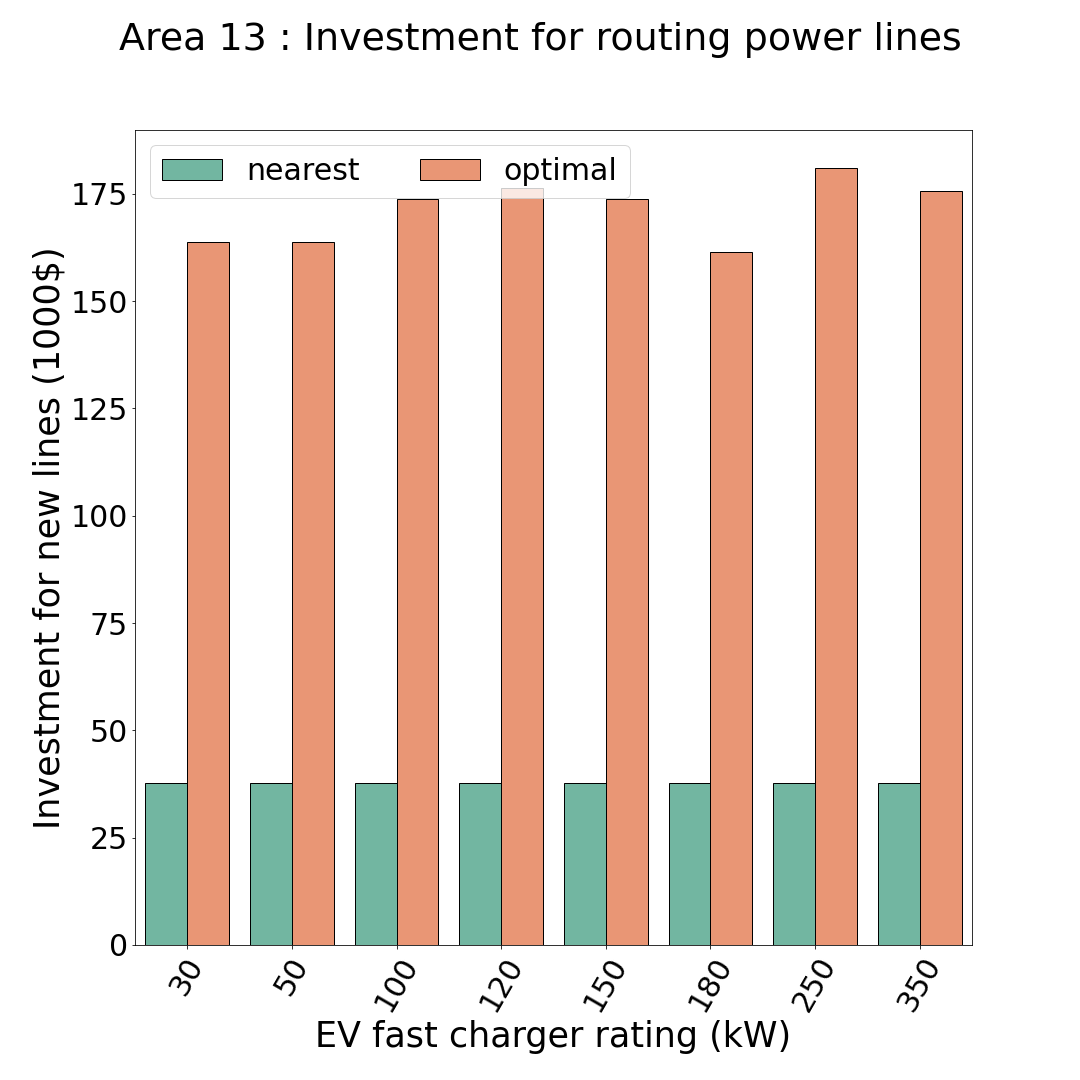 Area 13 : Investment for routing power lines
nearest optimal
Investment for new lines (1000$)
175
150
125
100
75
50
25
0
30 50 100 120 150 180 250 350
EV fast charger rating (kW)